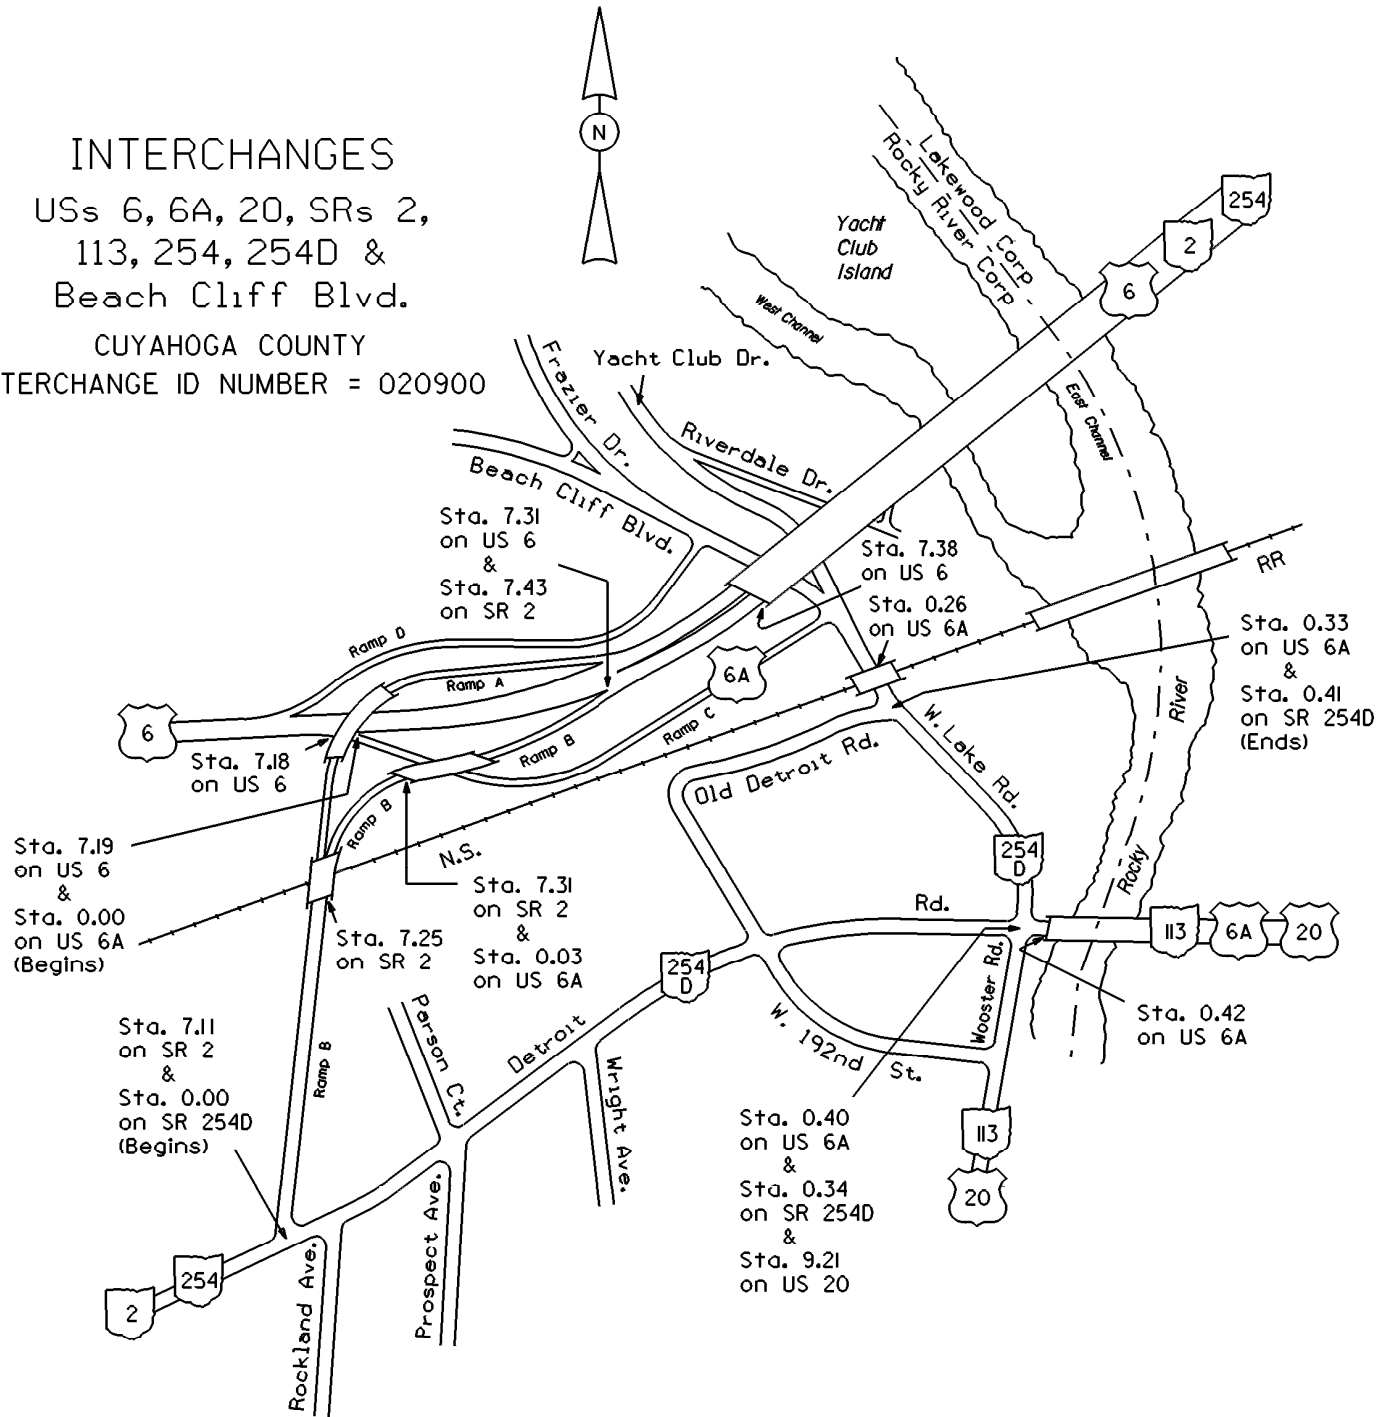 N
INTERCHANGES
USs 6, 6A, 20, SRs 2,
113, 254, 254D &
Beach Cliff Blvd.
CUYAHOGA COUNTY
TERCHANGE ID NUMBER = 020900
Lakewood Corp
Rocky River Corp
254
2
6
Yacht
Club
Island
West Channel
East Channel
Yacht Club Dr.
Frazier Dr.
Riverdale Dr.
Beach Cliff Blvd.
Sta. 7.31
on US 6
&
Sta. 7.43
on SR 2
Sta. 7.38
on US 6
RR
Sta. 0.26
on US 6A
Sta. 0.33
on US 6A
&
Sta. 0.41
on SR 254D
(Ends)
Ramp D
Ramp A
6A
Ramp C
Ramp B
6
Sta. 7.18
on US 6
River
W. Lake Rd.
Old Detroit Rd.
Ramp B
Sta. 7.19
on US 6
&
Sta. 0.00
on US 6A
(Begins)
N.S.
254
D
Rocky
Sta. 7.31
on SR 2
&
Sta. 0.03
on US 6A
Rd.
113
6A
20
Sta. 7.25
on SR 2
254
D
Wooster Rd.
Sta. 0.42
on US 6A
Parson Ct.
Detroit
W. 192nd St.
Sta. 7.11
on SR 2
&
Sta. 0.00
on SR 254D
(Begins)
Ramp B
Wright Ave.
Sta. 0.40
on US 6A
&
Sta. 0.34
on SR 254D
&
Sta. 9.21
on US 20
113
20
Prospect Ave.
Rockland Ave.
254
2